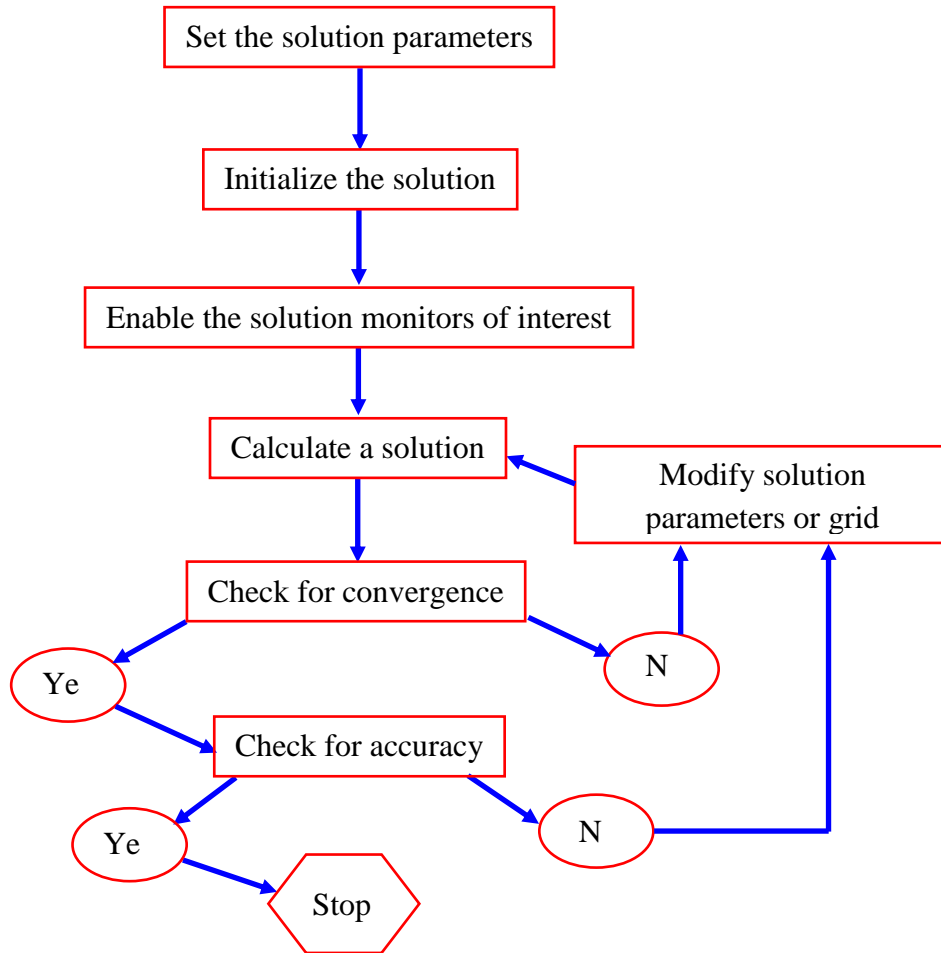 Set the solution parameters
Initialize the solution
Enable the solution monitors of interest
Calculate a solution
Modify solution
parameters or grid
Check for convergence
Ye
N
Check for accuracy
Ye
N
Stop